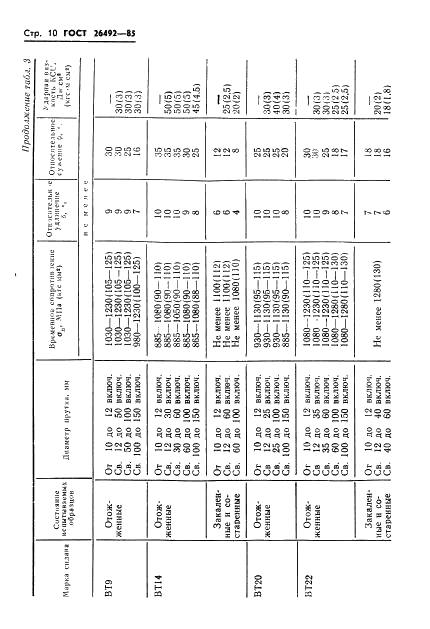 Стр. 10 ГОСТ 26492—85
Продолжение табл. 3
Марка сплава | Состояние испытываемых образцов | Диаметр прутка, мм | Временное сопротивление σв, МПа (кгс/мм²) | Относительное удлинение δ, % | Относительное сужение ψ, % | Ударная вязкость KCU, Дж/см² (кгс·м/см²)
не менее
ВТ9 | Отожженные | От 10 до 12 включ. | 1030—1230(105—125) | 9 | 30 | —
Св. 12 до 50 включ. | 1030—1230(105—125) | 9 | 30 | 30(3)
Св. 50 до 100 включ. | 1030—1230(105—125) | 9 | 25 | 30(3)
Св. 100 до 150 включ. | 980—1230(100—125) | 7 | 16 | 30(3)
ВТ14 | Отожженные | От 10 до 12 включ. | 885—1080(90—110) | 10 | 35 | —
Св. 12 до 30 включ. | 885—1080(90—110) | 10 | 35 | 50(5)
Св. 30 до 60 включ. | 885—1050(90—110) | 10 | 35 | 50(5)
Св. 60 до 100 включ. | 865—1080(90—110) | 9 | 30 | 50(5)
Св. 100 до 150 включ. | 865—1080(88—110) | 8 | 25 | 45(4,5)
Закаленные и состаренные | От 10 до 12 включ. | Не менее 1100(112) | 6 | 12 | —
Св. 12 до 60 включ. | Не менее 1100(112) | 6 | 12 | 25(2,5)
Св. 60 до 100 включ. | Не менее 1080(110) | 4 | 8 | 20(2)
ВТ20 | Отожженные | От 10 до 12 включ. | 930—1130(95—115) | 10 | 25 | —
Св. 12 до 25 включ. | 930—1130(95—115) | 10 | 25 | 30(3)
Св. 25 до 100 включ. | 930—1130(95—115) | 10 | 25 | 40(4)
Св. 100 до 150 включ. | 885—1130(90—115) | 8 | 20 | 30(3)
ВТ22 | Отожженные | От 10 до 12 включ. | 1080—1230(110—125) | 10 | 30 | —
Св. 12 до 35 включ. | 1080—1230(110—125) | 10 | 30 | 30(3)
Св. 35 до 60 включ. | 1080—1230(110—125) | 9 | 25 | 30(3)
Св. 60 до 100 включ. | 1080—1280(110—130) | 8 | 18 | 25(2,5)
Св. 100 до 150 включ. | 1080—1280(110—130) | 7 | 17 | 25(2,5)
Закаленные и состаренные | От 10 до 12 включ. | Не менее 1280(130) | 7 | 18 | —
Св. 12 до 40 включ. | 7 | 18 | 20(2)
Св. 40 до 60 включ. | 6 | 16 | 18(1,8)